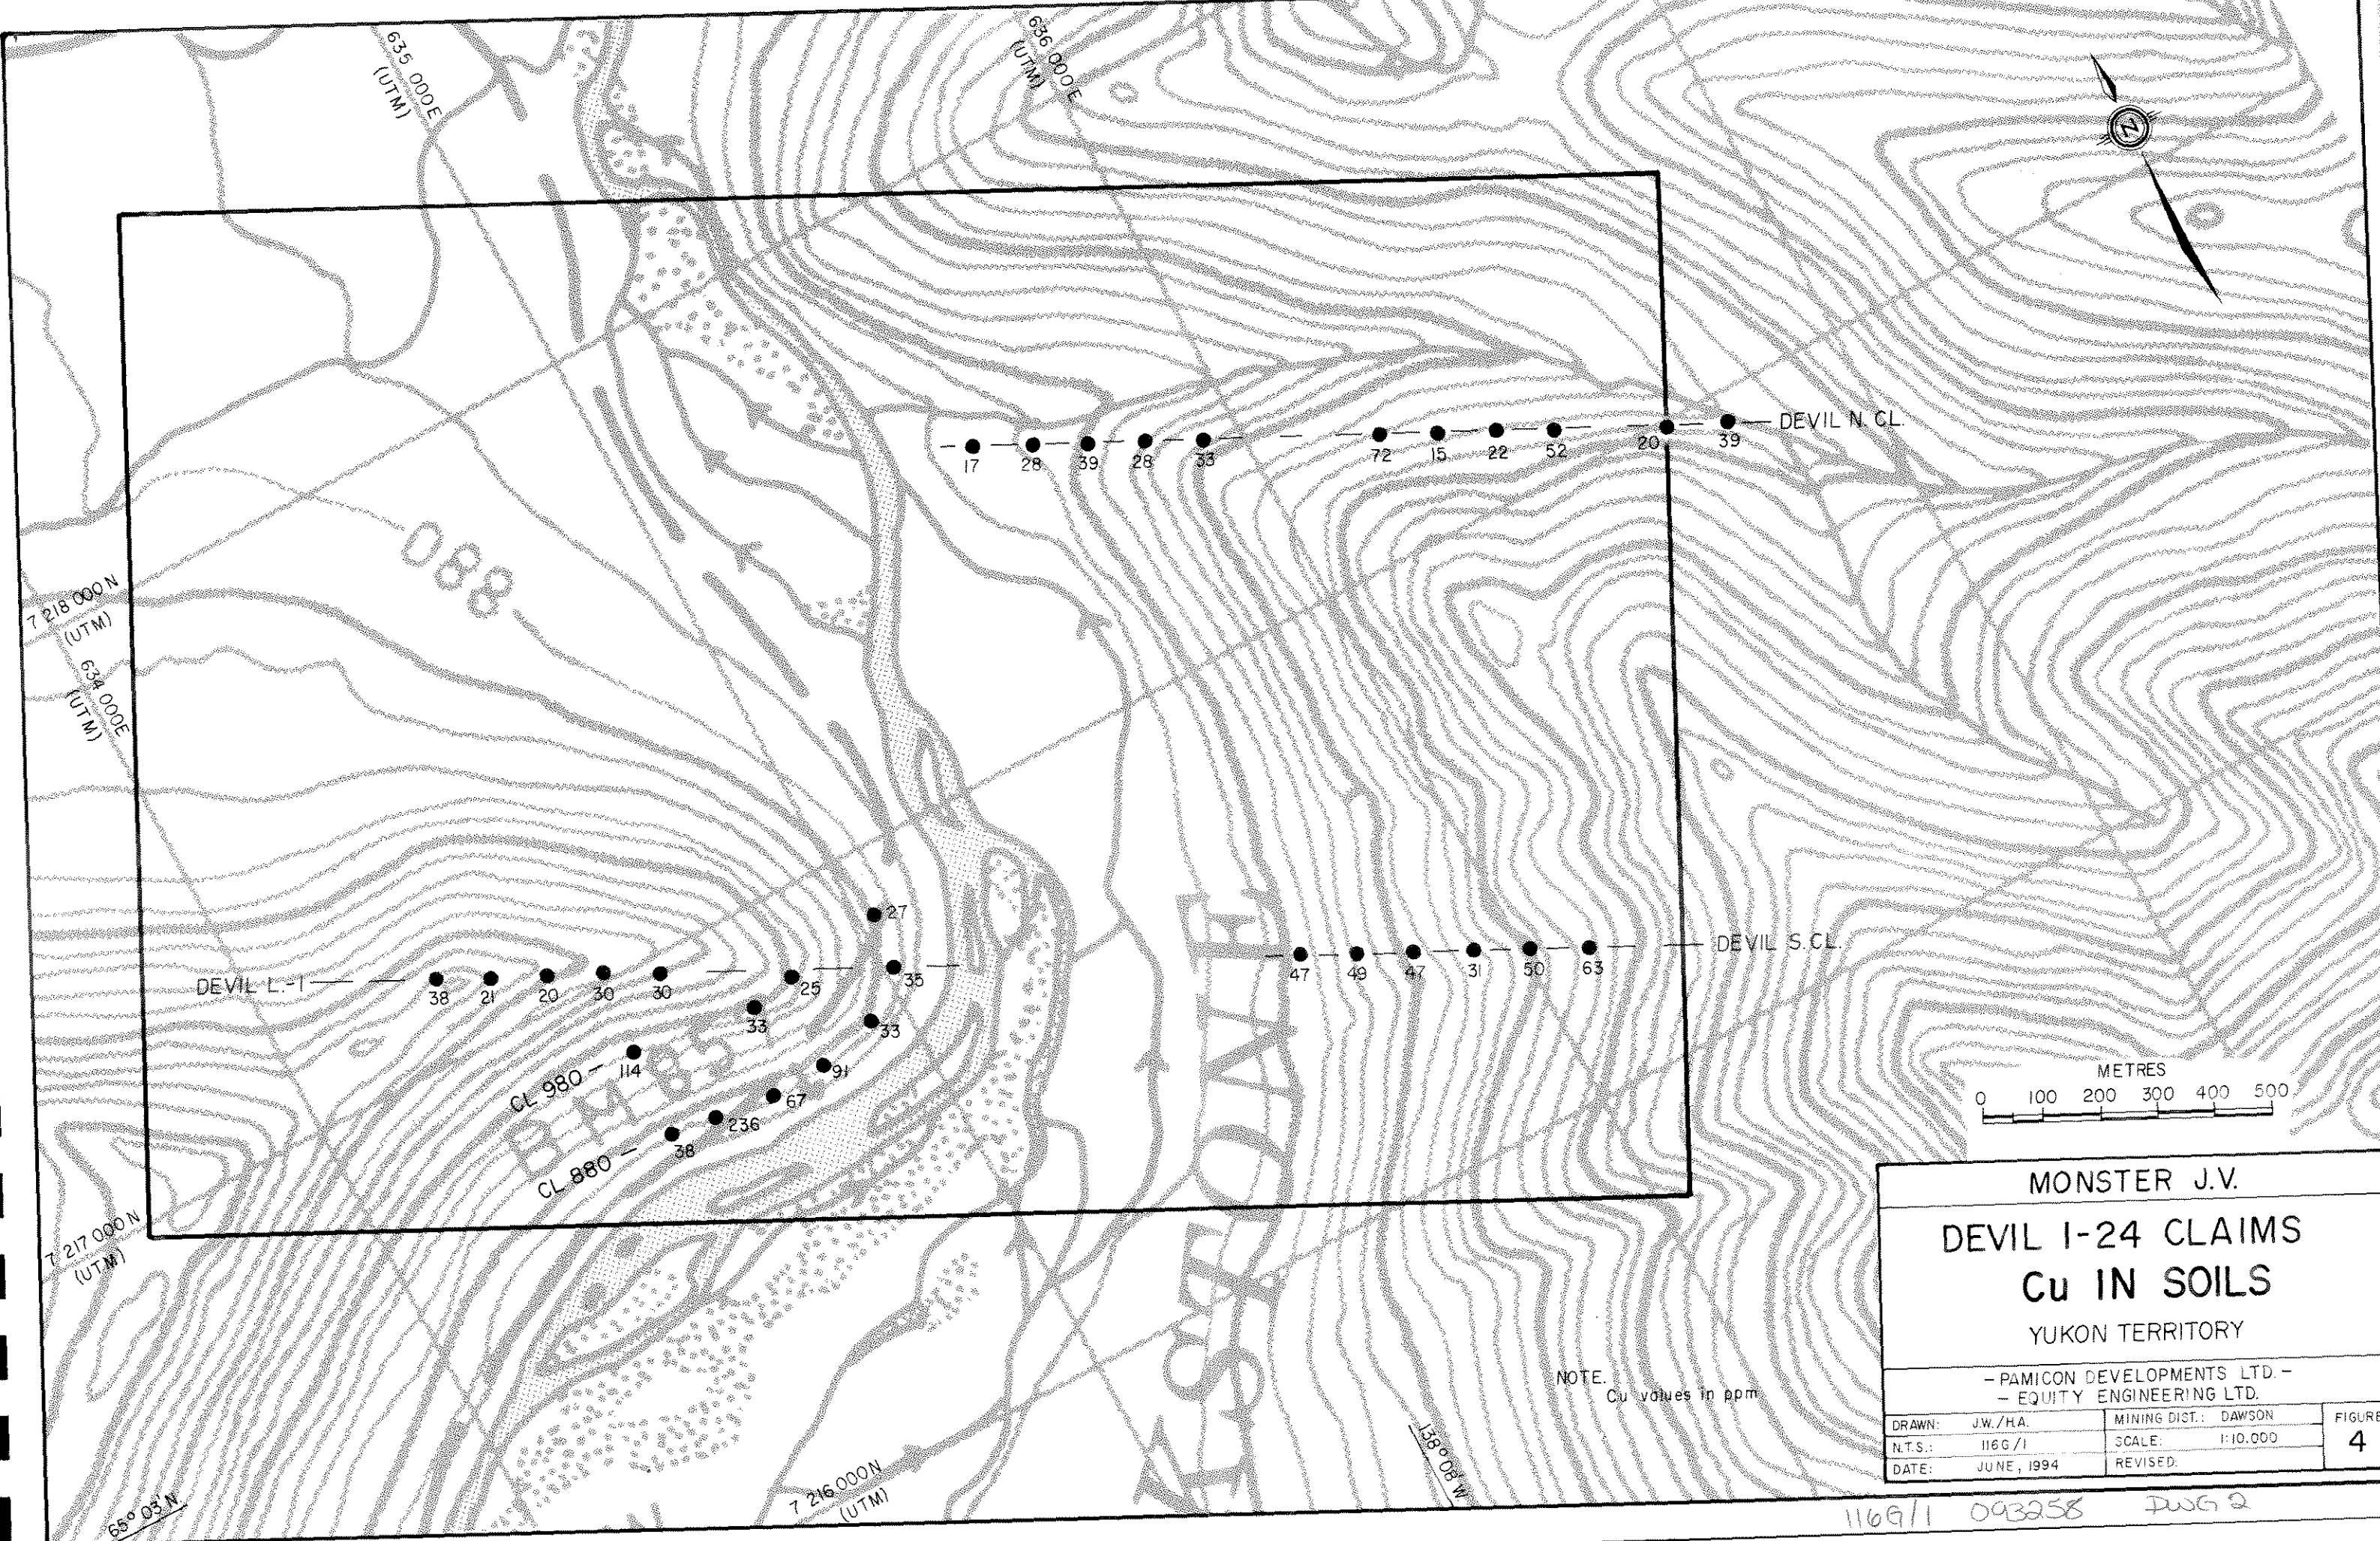 635 000E
(UTM)
636 000E
(UTM)
N
DEVIL N. CL.
17 28 39 28 33 72 15 22 52 20 39
088
7 218 000 N
(UTM)
634 000E
(UTM)
27
DEVIL L.-1
38 21 20 30 30 25 35
DEVIL S. CL.
47 49 47 31 50 63
33
33
CL 980
114
91
BM 851
67
236
CL 880
38
METRES
0 100 200 300 400 500
7 217 000 N
(UTM)
MONSTER J.V.
DEVIL 1-24 CLAIMS
Cu IN SOILS
YUKON TERRITORY
- PAMICON DEVELOPMENTS LTD. -
- EQUITY ENGINEERING LTD.
DRAWN: J.W./H.A. MINING DIST.: DAWSON FIGURE
N.T.S.: 116G/1 SCALE: 1:10,000 4
DATE: JUNE, 1994 REVISED:
NOTE.
Cu values in ppm
138° 08' W
7 216 000 N
(UTM)
65° 03' N
116G/1 093258 DWG 2